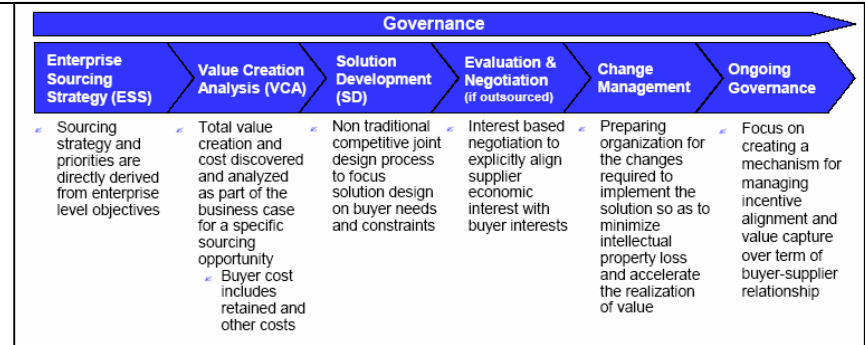 Governance
Enterprise
Sourcing
Strategy (ESS)
Value Creation
Analysis (VCA)
Solution
Development
(SD)
Evaluation &
Negotiation
(if outsourced)
Change
Management
Ongoing
Governance
Sourcing
strategy and
priorities are
directly derived
from enterprise
level objectives
Total value
creation and
cost discovered
and analyzed
as part of the
business case
for a specific
sourcing
opportunity
Buyer cost
includes
retained and
other costs
Non traditional
competitive joint
design process
to focus
solution design
on buyer needs
and constraints
Interest based
negotiation to
explicitly align
supplier
economic
interest with
buyer interests
Preparing
organization for
the changes
required to
implement the
solution so as to
minimize
intellectual
property loss
and accelerate
the realization
of value
Focus on
creating a
mechanism for
managing
incentive
alignment and
value capture
over term of
buyer-supplier
relationship